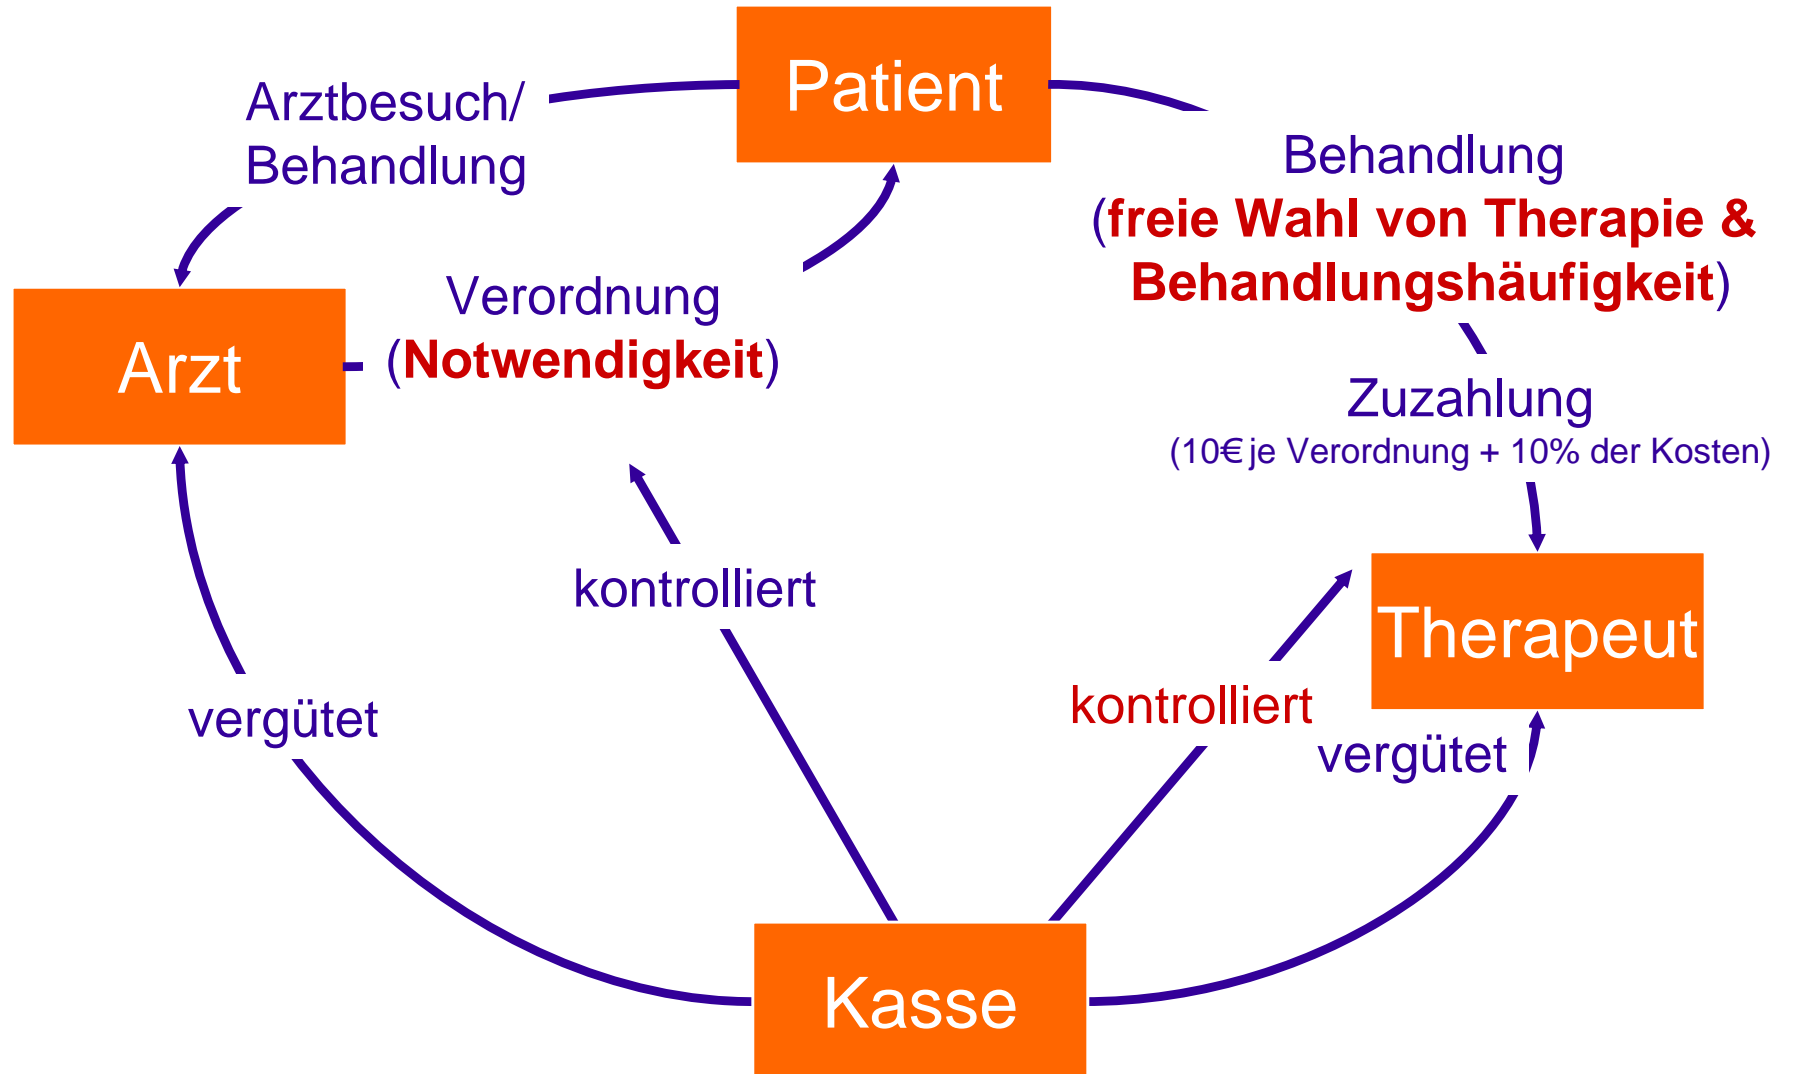 Patient
Arztbesuch/
Behandlung
Behandlung
(freie Wahl von Therapie &
Behandlungshäufigkeit)
Verordnung
(Notwendigkeit)
Arzt
Zuzahlung
(10€ je Verordnung + 10% der Kosten)
kontrolliert
Therapeut
kontrolliert
vergütet
vergütet
Kasse